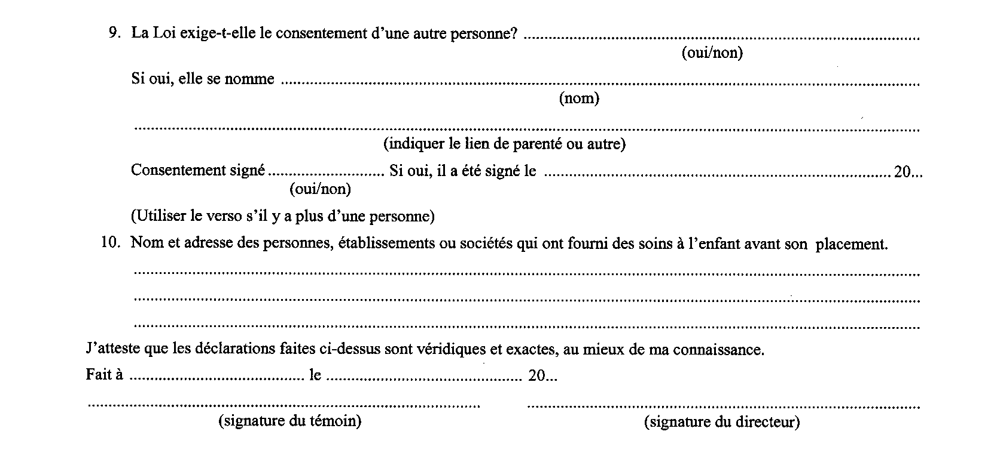 9. La Loi exige-t-elle le consentement d'une autre personne? ................................................................
(oui/non)
Si oui, elle se nomme ................................................................
(nom)
................................................................
(indiquer le lien de parenté ou autre)
Consentement signé............................ Si oui, il a été signé le ................................................................ 20...
(oui/non)
(Utiliser le verso s'il y a plus d'une personne)
10. Nom et adresse des personnes, établissements ou sociétés qui ont fourni des soins à l'enfant avant son placement.
................................................................
................................................................
................................................................
J'atteste que les déclarations faites ci-dessus sont véridiques et exactes, au mieux de ma connaissance.
Fait à .......................................... le ............................................... 20...
................................................................ ................................................................
(signature du témoin) (signature du directeur)